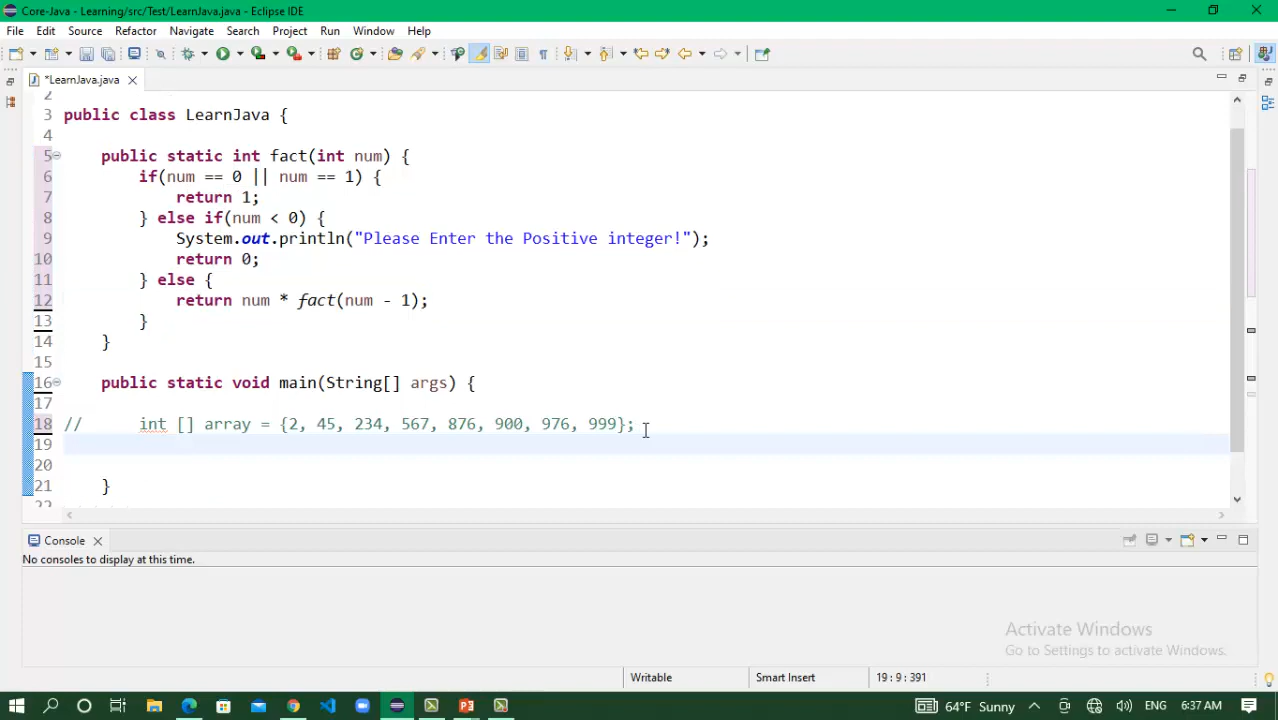 Core-Java - Learning/src/Test/LearnJava.java - Eclipse IDE
File Edit Source Refactor Navigate Search Project Run Window Help
*LearnJava.java
2
3 public class LearnJava {
4
5 public static int fact(int num) {
6 if(num == 0 || num == 1) {
7 return 1;
8 } else if(num < 0) {
9 System.out.println("Please Enter the Positive integer!");
10 return 0;
11 } else {
12 return num * fact(num - 1);
13 }
14 }
15
16 public static void main(String[] args) {
17
18 // int [] array = {2, 45, 234, 567, 876, 900, 976, 999};
19
20
21 }
22
Console
No consoles to display at this time.
Activate Windows
Go to Settings to activate Windows.
Writable Smart Insert 19 : 9 : 391
64°F Sunny ENG 6:37 AM